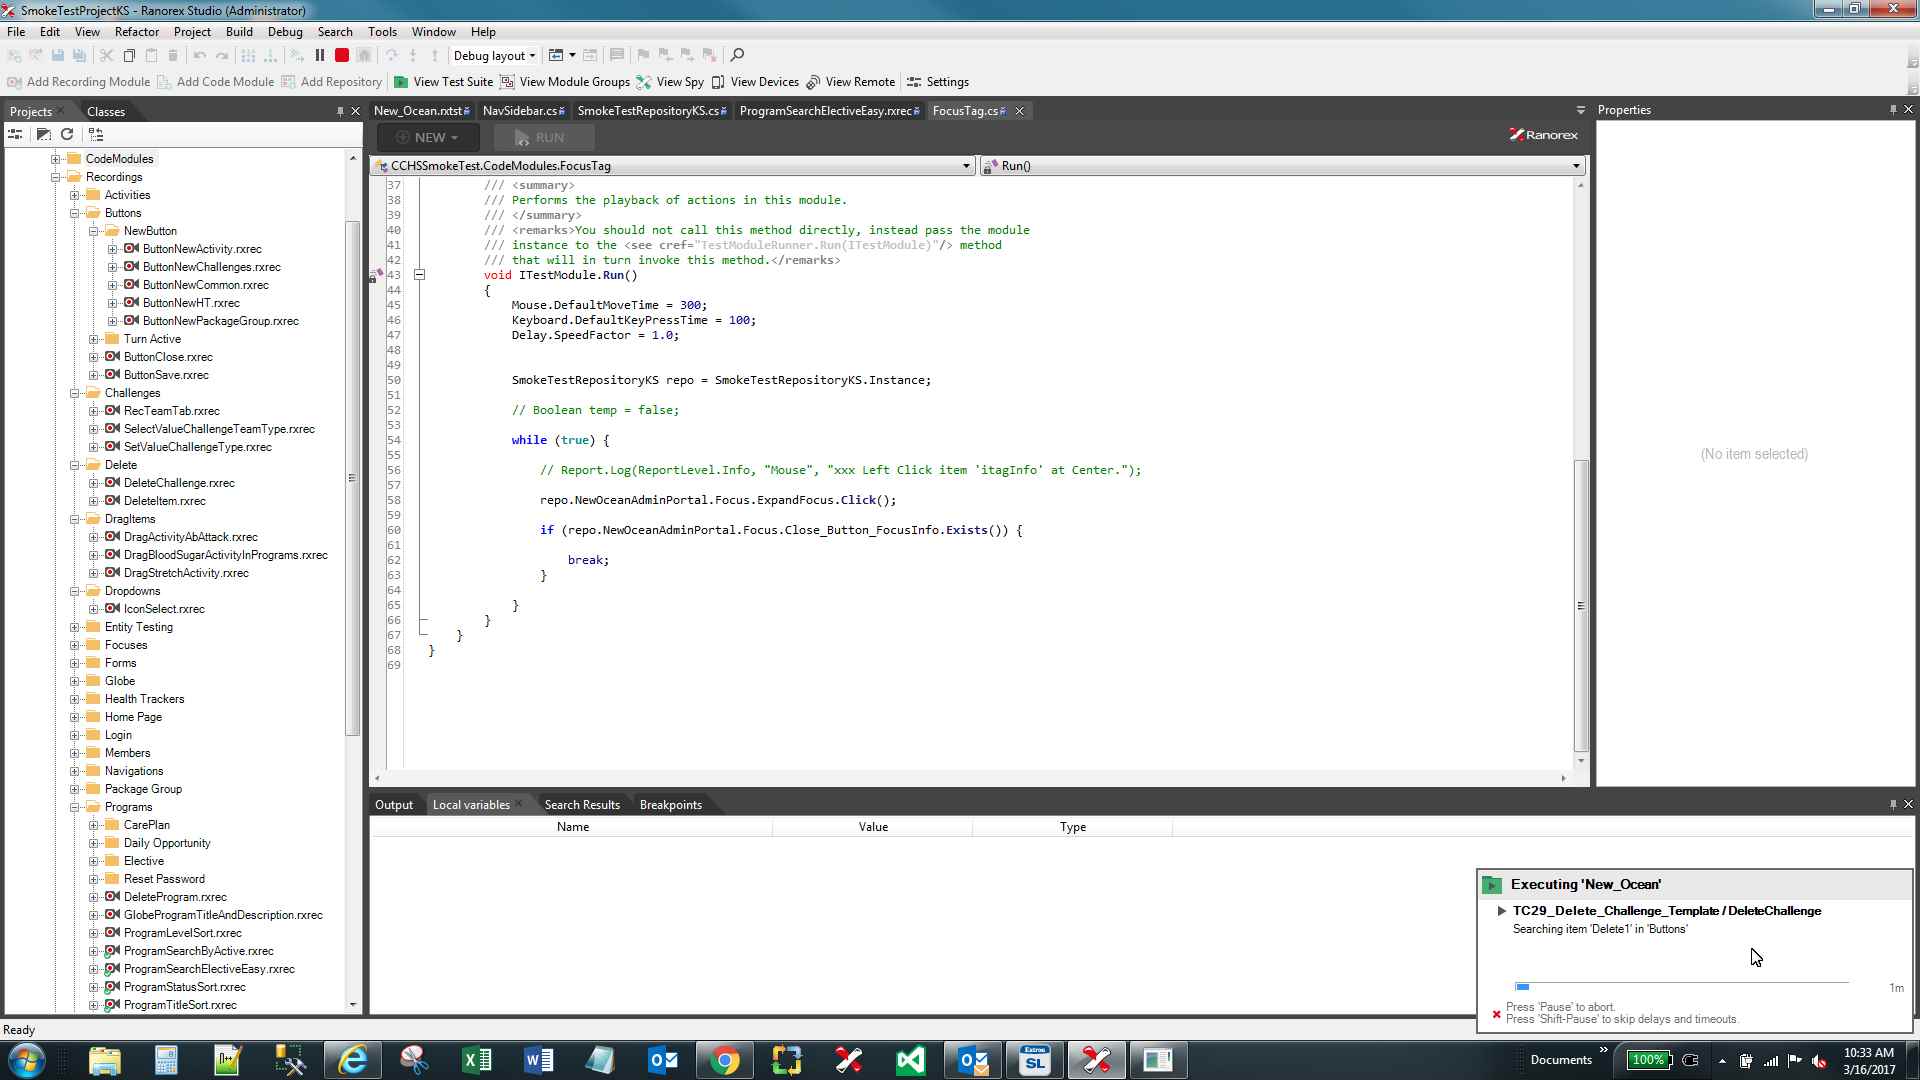 SmokeTestProjectKS - Ranorex Studio (Administrator)
File Edit View Refactor Project Build Debug Search Tools Window Help
Debug layout
Add Recording Module Add Code Module Add Repository View Test Suite View Module Groups View Spy View Devices View Remote Settings
Projects Classes
New_Ocean.rxtst NavSidebar.cs SmokeTestRepositoryKS.cs ProgramSearchElectiveEasy.rxrec FocusTag.cs
Properties
NEW RUN
Ranorex
CCHSSmokeTest.CodeModules.FocusTag
Run()
CodeModules
Recordings
Activities
Buttons
NewButton
ButtonNewActivity.rxrec
ButtonNewChallenges.rxrec
ButtonNewCommon.rxrec
ButtonNewHT.rxrec
ButtonNewPackageGroup.rxrec
Turn Active
ButtonClose.rxrec
ButtonSave.rxrec
Challenges
RecTeamTab.rxrec
SelectValueChallengeTeamType.rxrec
SetValueChallengeType.rxrec
Delete
DeleteChallenge.rxrec
DeleteItem.rxrec
DragItems
DragActivityAbAttack.rxrec
DragBloodSugarActivityInPrograms.rxrec
DragStretchActivity.rxrec
Dropdowns
IconSelect.rxrec
Entity Testing
Focuses
Forms
Globe
Health Trackers
Home Page
Login
Members
Navigations
Package Group
Programs
CarePlan
Daily Opportunity
Elective
Reset Password
DeleteProgram.rxrec
GlobeProgramTitleAndDescription.rxrec
ProgramLevelSort.rxrec
ProgramSearchByActive.rxrec
ProgramSearchElectiveEasy.rxrec
ProgramStatusSort.rxrec
ProgramTitleSort.rxrec
37 /// <summary>
38 /// Performs the playback of actions in this module.
39 /// </summary>
40 /// <remarks>You should not call this method directly, instead pass the module
41 /// instance to the <see cref="TestModuleRunner.Run(ITestModule)"/> method
42 /// that will in turn invoke this method.</remarks>
43 void ITestModule.Run()
44 {
45 Mouse.DefaultMoveTime = 300;
46 Keyboard.DefaultKeyPressTime = 100;
47 Delay.SpeedFactor = 1.0;
48
49
50 SmokeTestRepositoryKS repo = SmokeTestRepositoryKS.Instance;
51
52 // Boolean temp = false;
53
54 while (true) {
55
56 // Report.Log(ReportLevel.Info, "Mouse", "xxx Left Click item 'itagInfo' at Center.");
57
58 repo.NewOceanAdminPortal.Focus.ExpandFocus.Click();
59
60 if (repo.NewOceanAdminPortal.Focus.Close_Button_FocusInfo.Exists()) {
61
62 break;
63 }
64
65 }
66 }
67 }
68 }
69
(No item selected)
Output Local variables Search Results Breakpoints
Name Value Type
Executing 'New_Ocean'
TC29_Delete_Challenge_Template / DeleteChallenge
Searching item 'Delete1' in 'Buttons'
1m
Press 'Pause' to abort.
Press 'Shift-Pause' to skip delays and timeouts.
Ready
Extron
SL
Documents
100%
10:33 AM
3/16/2017